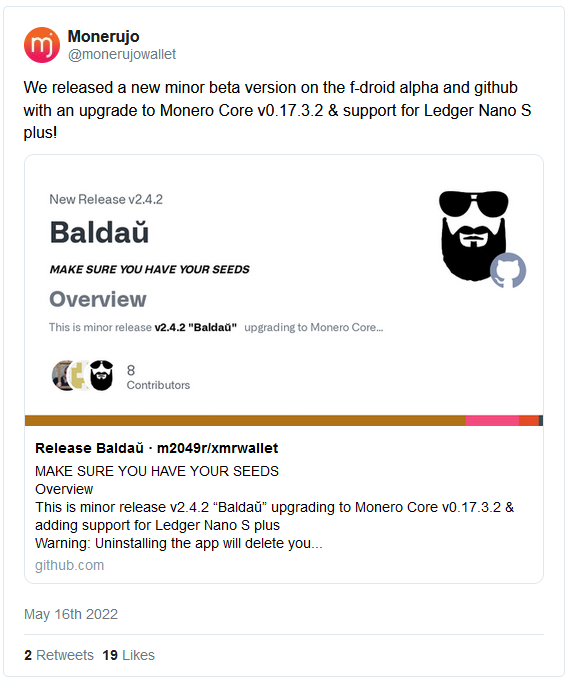 mj
Monerujo
@monerujowallet
We released a new minor beta version on the f-droid alpha and github
with an upgrade to Monero Core v0.17.3.2 & support for Ledger Nano S
plus!
New Release v2.4.2
Baldaŭ
MAKE SURE YOU HAVE YOUR SEEDS
Overview
This is minor release v2.4.2 "Baldaŭ" upgrading to Monero Core...
8
Contributors
Release Baldaŭ · m2049r/xmrwallet
MAKE SURE YOU HAVE YOUR SEEDS
Overview
This is minor release v2.4.2 “Baldaŭ” upgrading to Monero Core v0.17.3.2 &
adding support for Ledger Nano S plus
Warning: Uninstalling the app will delete you...
github.com
May 16th 2022
2 Retweets 19 Likes